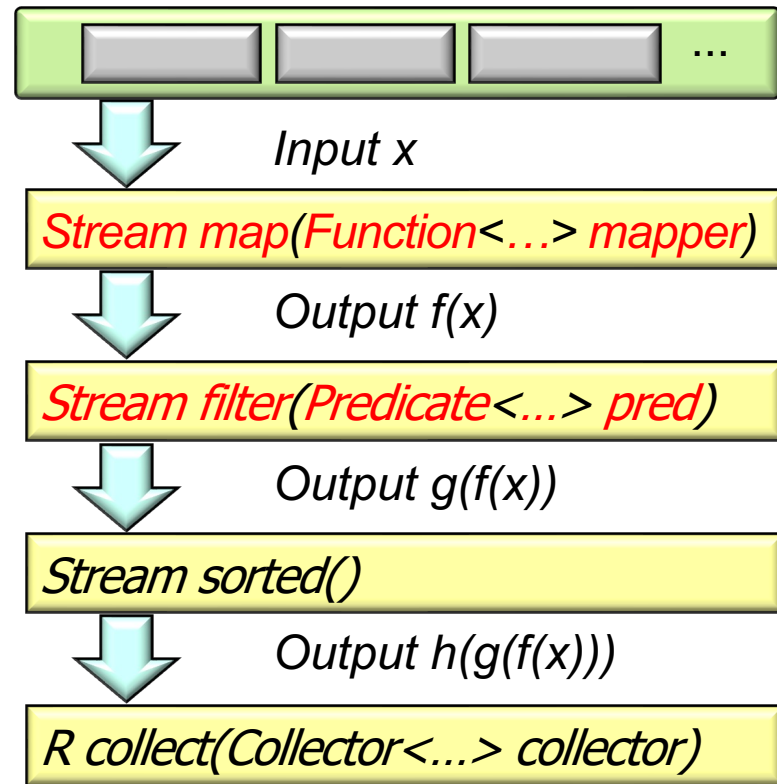 ...
Input x
Stream map(Function<…> mapper)
Output f(x)
Stream filter(Predicate<...> pred)
Output g(f(x))
Stream sorted()
Output h(g(f(x)))
R collect(Collector<...> collector)